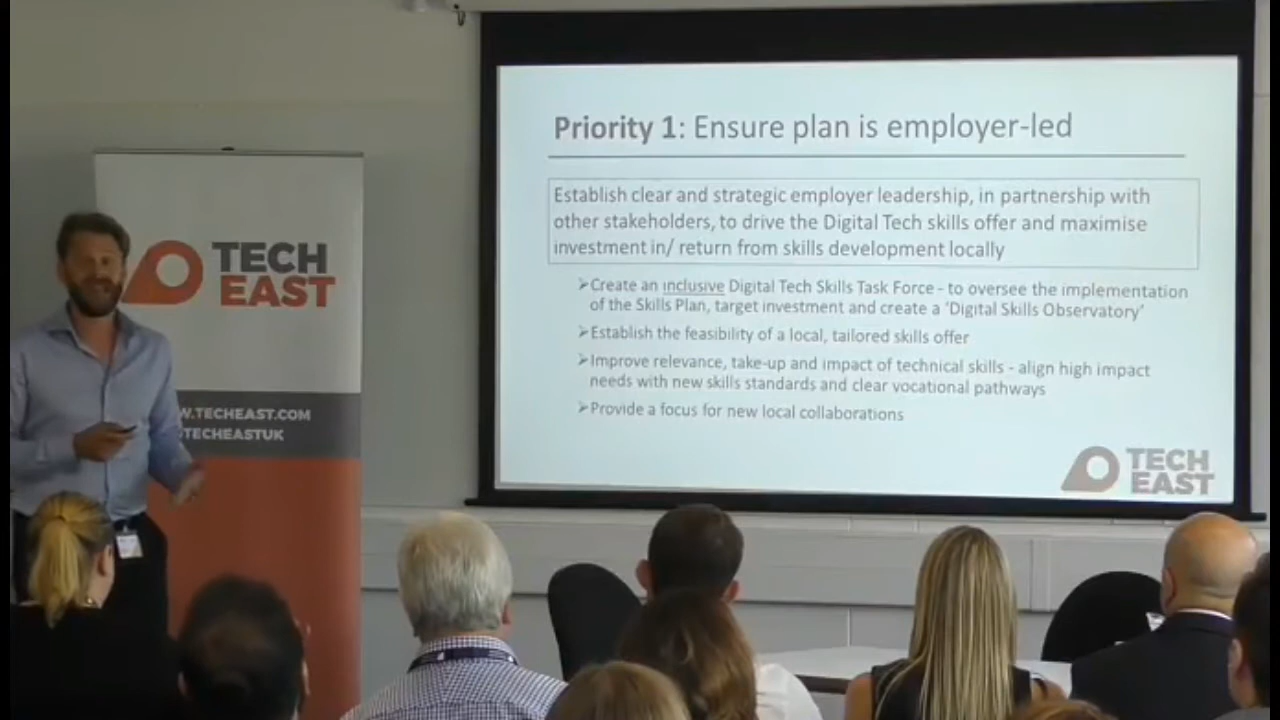 TECH
EAST
W.TECHEAST.COM
TECHEASTUK
Priority 1: Ensure plan is employer-led
Establish clear and strategic employer leadership, in partnership with
other stakeholders, to drive the Digital Tech skills offer and maximise
investment in/ return from skills development locally
➢Create an inclusive Digital Tech Skills Task Force - to oversee the implementation
of the Skills Plan, target investment and create a ‘Digital Skills Observatory’
➢Establish the feasibility of a local, tailored skills offer
➢Improve relevance, take-up and impact of technical skills - align high impact
needs with new skills standards and clear vocational pathways
➢Provide a focus for new local collaborations
TECH
EAST